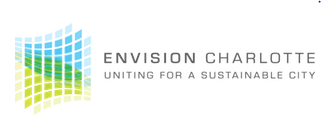 ENVISION CHARLOTTE
UNITING FOR A SUSTAINABLE CITY